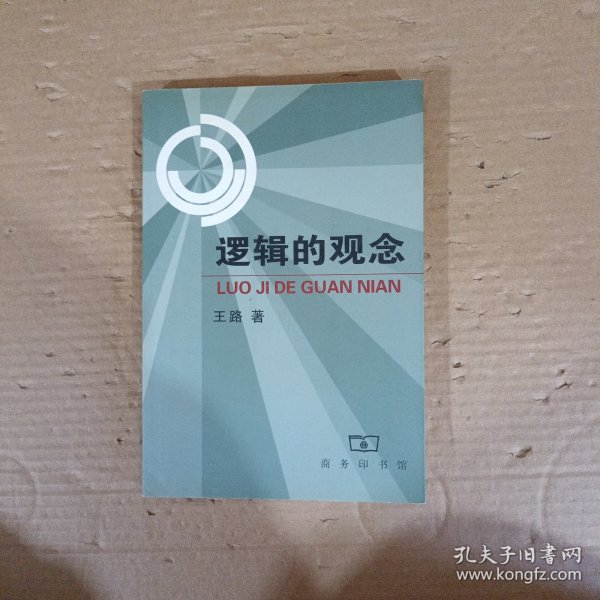 逻辑的观念
LUO JI DE GUAN NIAN
王路 著
商务印书馆
孔夫子旧书网
www.kongfz.com